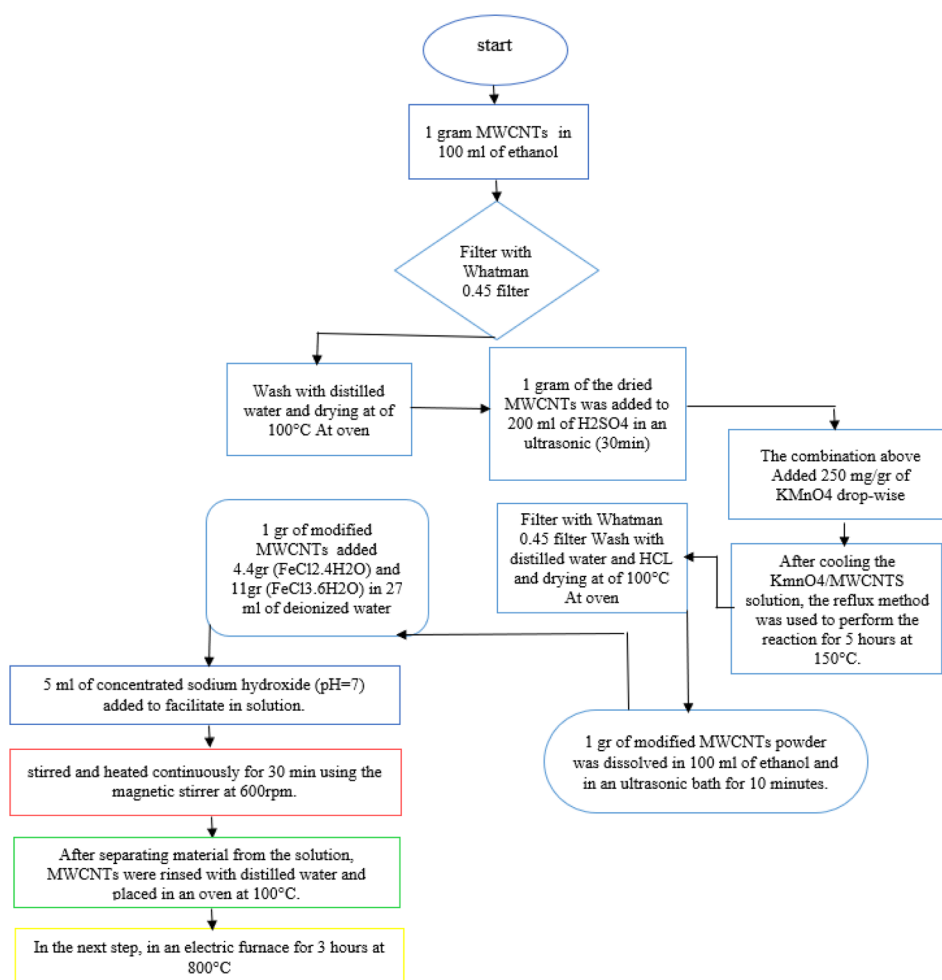 start
1 gram MWCNTs in
100 ml of ethanol
Filter with
Whatman
0.45 filter
Wash with distilled
water and drying at of
100°C At oven
1 gram of the dried
MWCNTs was added to
200 ml of H2SO4 in an
ultrasonic (30min)
The combination above
Added 250 mg/gr of
KMnO4 drop-wise
After cooling the
KmnO4/MWCNTS
solution, the reflux method
was used to perform the
reaction for 5 hours at
150°C.
Filter with Whatman
0.45 filter Wash with
distilled water and HCL
and drying at of 100°C
At oven
1 gr of modified MWCNTs powder
was dissolved in 100 ml of ethanol and
in an ultrasonic bath for 10 minutes.
1 gr of modified
MWCNTs added
4.4gr (FeCl2.4H2O) and
11gr (FeCl3.6H2O) in 27
ml of deionized water
5 ml of concentrated sodium hydroxide (pH=7)
added to facilitate in solution.
stirred and heated continuously for 30 min using the
magnetic stirrer at 600rpm.
After separating material from the solution,
MWCNTs were rinsed with distilled water and
placed in an oven at 100°C.
In the next step, in an electric furnace for 3 hours at
800°C